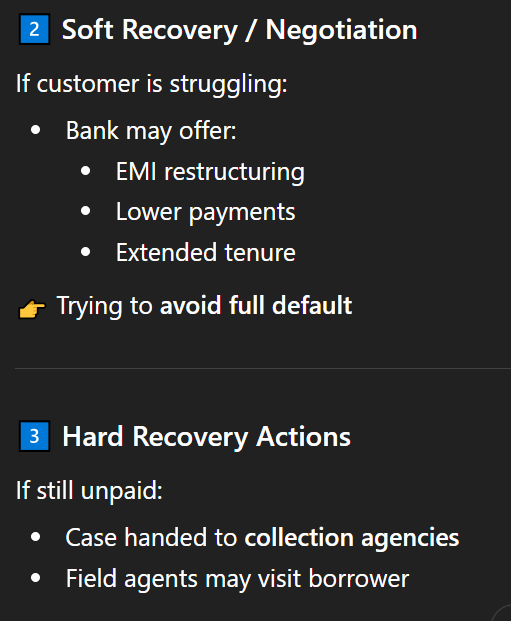 2 Soft Recovery / Negotiation
If customer is struggling:
• Bank may offer:
• EMI restructuring
• Lower payments
• Extended tenure
👉 Trying to avoid full default
3 Hard Recovery Actions
If still unpaid:
• Case handed to collection agencies
• Field agents may visit borrower